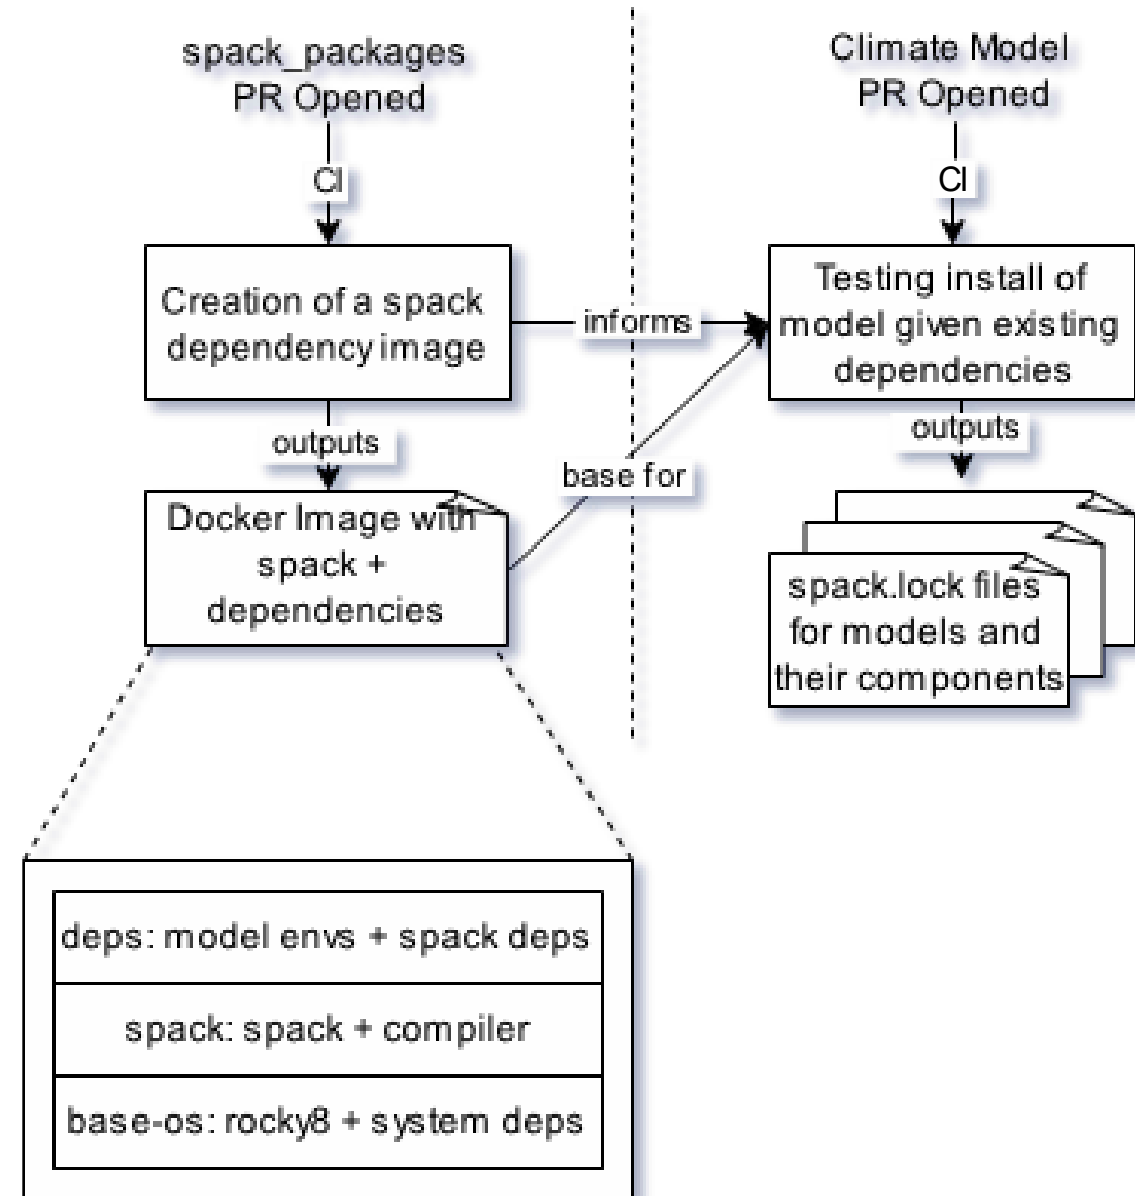 spack_packages
PR Opened
CI
Creation of a spack
dependency image
outputs
Docker Image with
spack +
dependencies
informs
base for
Climate Model
PR Opened
CI
Testing install of
model given existing
dependencies
outputs
spack.lock files
for models and
their components
deps: model envs + spack deps
spack: spack + compiler
base-os: rocky8 + system deps